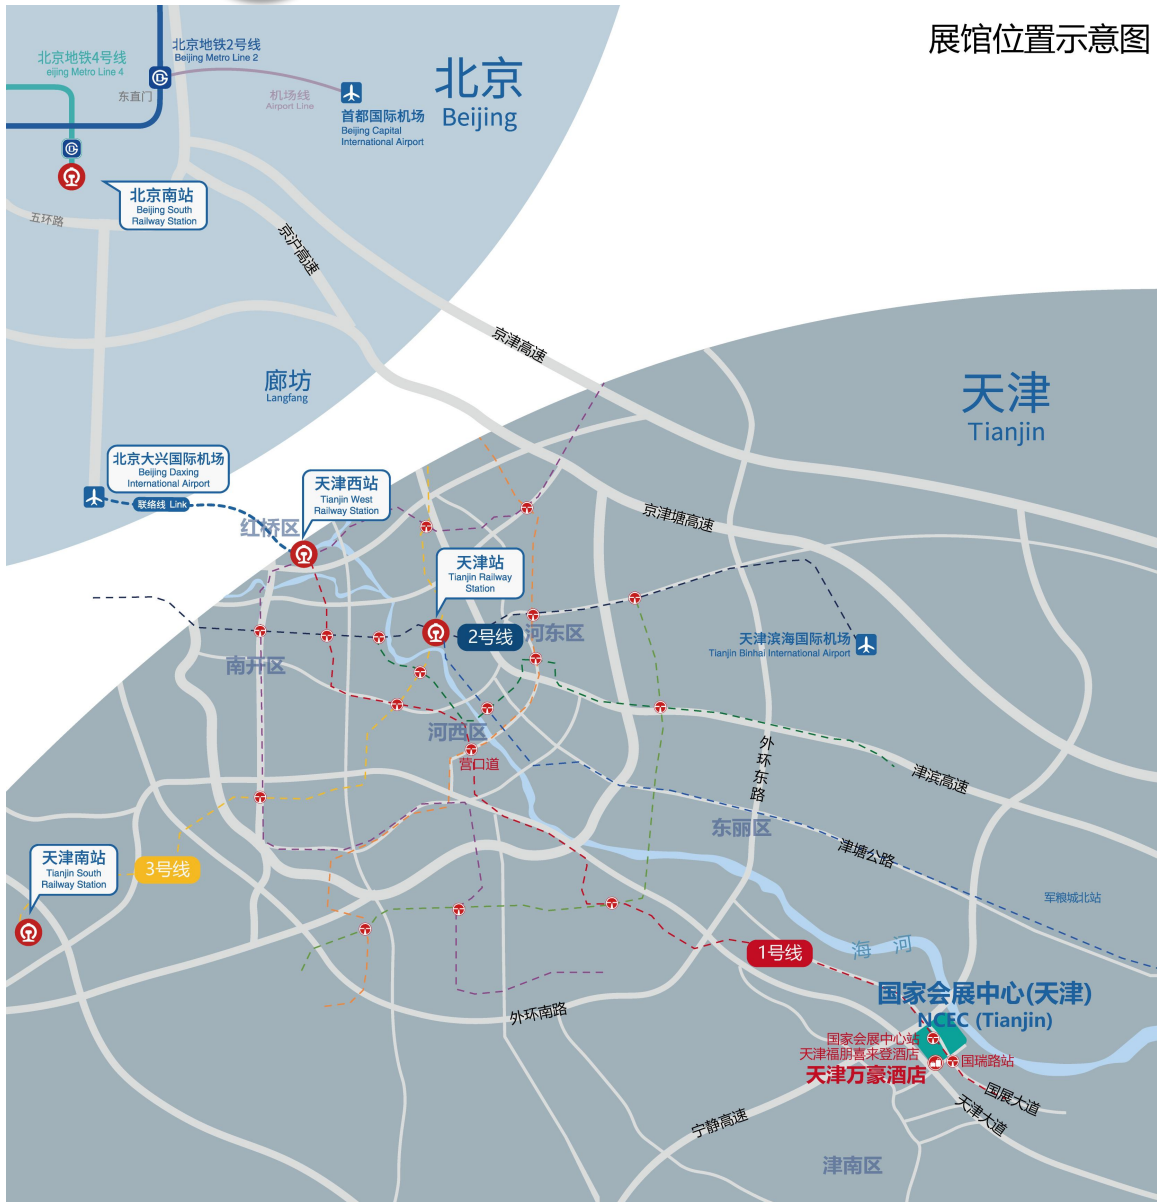 展馆位置示意图
北京地铁2号线
Beijing Metro Line 2
北京地铁4号线
eijing Metro Line 4
东直门
机场线
Airport Line
首都国际机场
Beijing Capital
International Airport
北京
Beijing
北京南站
Beijing South
Railway Station
五环路
京沪高速
京津高速
廊坊
Langfang
天津
Tianjin
北京大兴国际机场
Beijing Daxing
International Airport
联络线 Link
天津西站
Tianjin West
Railway Station
红桥区
京津塘高速
天津站
Tianjin Railway
Station
2号线
河东区
天津滨海国际机场
Tianjin Binhai International Airport
南开区
河西区
营口道
外环东路
津滨高速
东丽区
津塘公路
天津南站
Tianjin South
Railway Station
3号线
军粮城北站
1号线
海河
国家会展中心(天津)
NCEC (Tianjin)
外环南路
国家会展中心站
天津福朋喜来登酒店
国瑞路站
天津万豪酒店
国展大道
天津大道
宁静高速
津南区